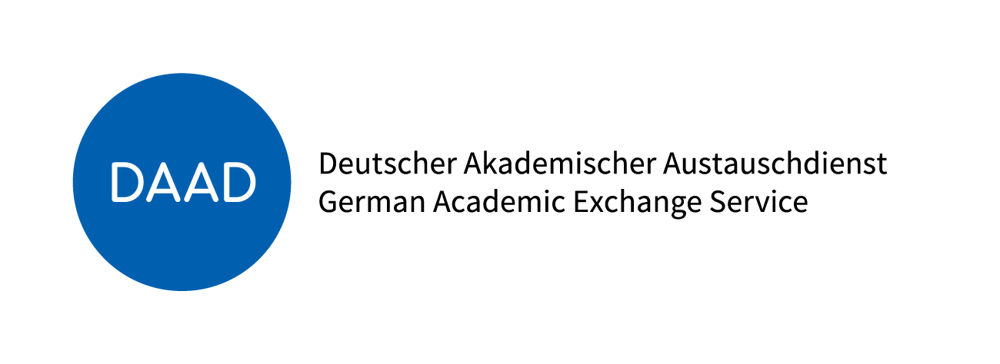 DAAD
Deutscher Akademischer Austauschdienst
German Academic Exchange Service